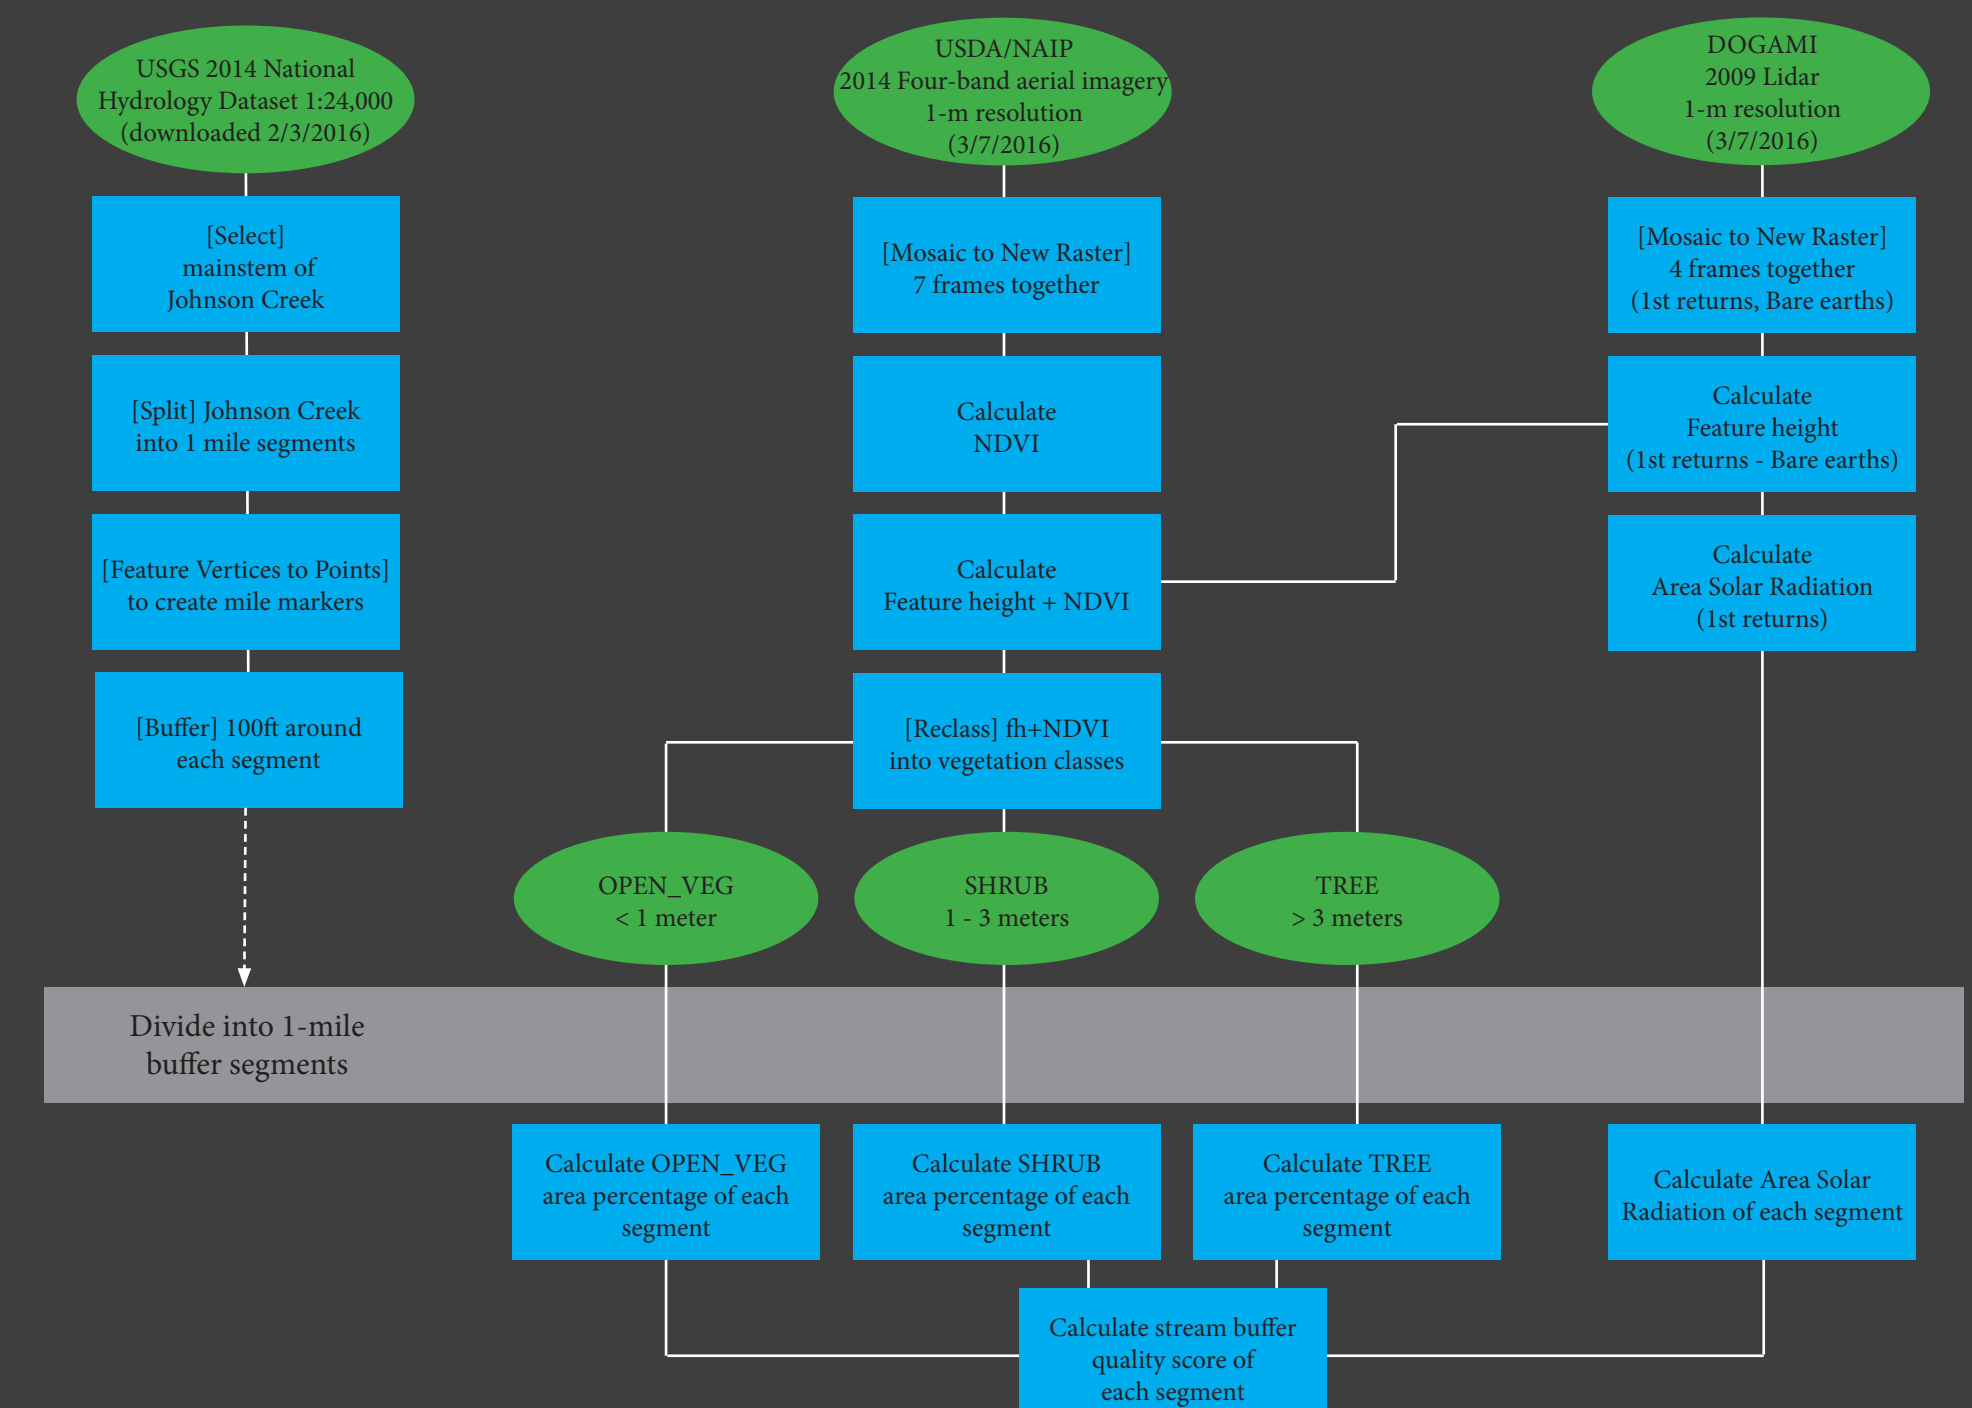 USGS 2014 National
Hydrology Dataset 1:24,000
(downloaded 2/3/2016)
[Select]
mainstem of
Johnson Creek
[Split] Johnson Creek
into 1 mile segments
[Feature Vertices to Points]
to create mile markers
[Buffer] 100ft around
each segment
USDA/NAIP
2014 Four-band aerial imagery
1-m resolution
(3/7/2016)
[Mosaic to New Raster]
7 frames together
Calculate
NDVI
Calculate
Feature height + NDVI
[Reclass] fh+NDVI
into vegetation classes
DOGAMI
2009 Lidar
1-m resolution
(3/7/2016)
[Mosaic to New Raster]
4 frames together
(1st returns, Bare earths)
Calculate
Feature height
(1st returns - Bare earths)
Calculate
Area Solar Radiation
(1st returns)
OPEN_VEG
< 1 meter
SHRUB
1 - 3 meters
TREE
> 3 meters
Divide into 1-mile
buffer segments
Calculate OPEN_VEG
area percentage of each
segment
Calculate SHRUB
area percentage of each
segment
Calculate TREE
area percentage of each
segment
Calculate Area Solar
Radiation of each segment
Calculate stream buffer
quality score of
each segment